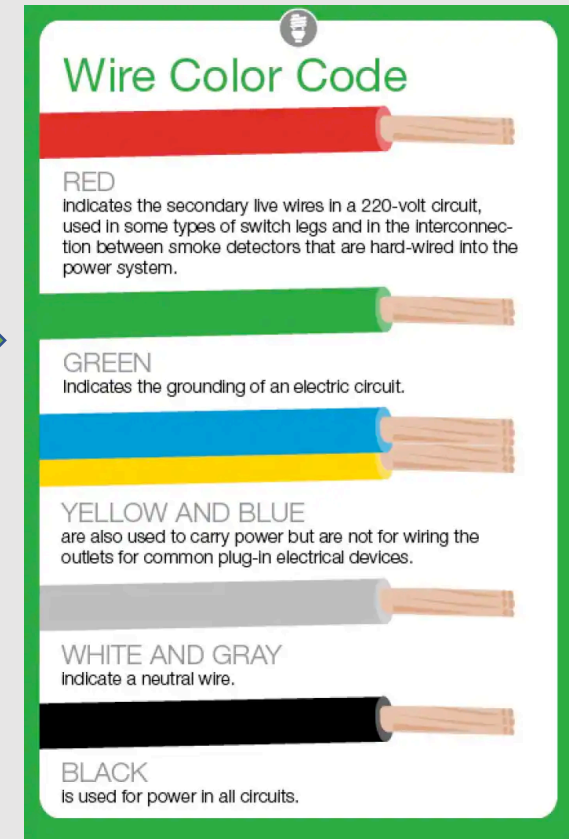 Wire Color Code
RED
indicates the secondary live wires in a 220-volt circuit,
used in some types of switch legs and in the interconnec-
tion between smoke detectors that are hard-wired into the
power system.
GREEN
Indicates the grounding of an electric circuit.
YELLOW AND BLUE
are also used to carry power but are not for wiring the
outlets for common plug-in electrical devices.
WHITE AND GRAY
indicate a neutral wire.
BLACK
is used for power in all circuits.